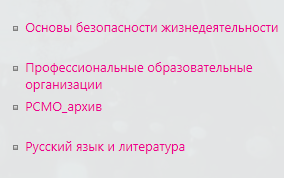 Основы безопасности жизнедеятельности
Профессиональные образовательные
организации
РСМО_архив
Русский язык и литература